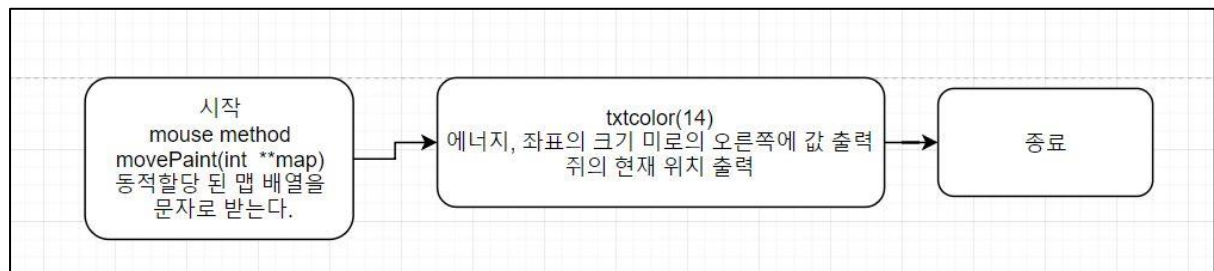 시작
mouse method
movePaint(int **map)
동적할당 된 맵 배열을
문자로 받는다.
txtcolor(14)
에너지, 좌표의 크기 미로의 오른쪽에 값 출력
쥐의 현재 위치 출력
종료